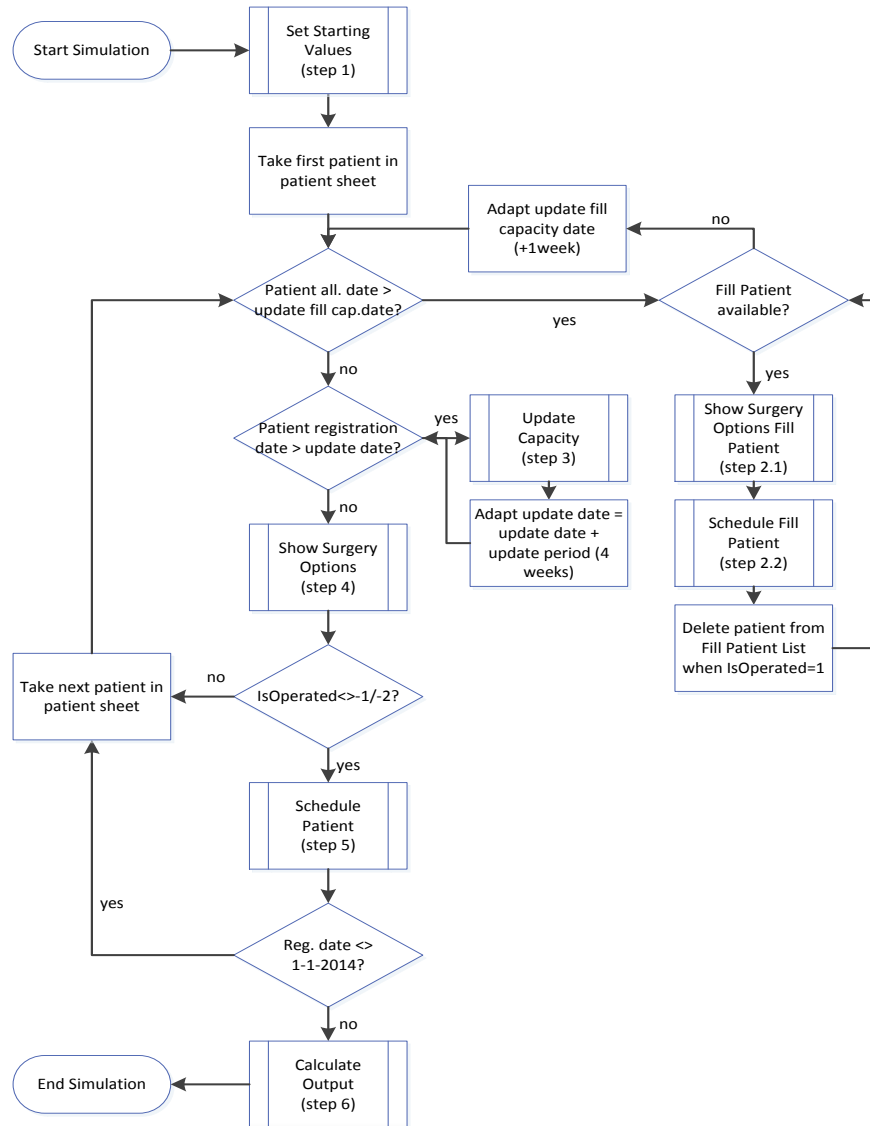 Start Simulation
Set Starting
Values
(step 1)
Take first patient in
patient sheet
Adapt update fill
capacity date
(+1week)
no
Patient all. date >
update fill cap.date?
yes
Fill Patient
available?
no
yes
Patient registration
date > update date?
yes
Update
Capacity
(step 3)
Show Surgery
Options Fill
Patient
(step 2.1)
no
Adapt update date =
update date +
update period (4
weeks)
Schedule Fill
Patient
(step 2.2)
Show Surgery
Options
(step 4)
Delete patient from
Fill Patient List
when IsOperated=1
Take next patient in
patient sheet
no
IsOperated<>-1/-2?
yes
Schedule
Patient
(step 5)
yes
Reg. date <>
1-1-2014?
no
End Simulation
Calculate
Output
(step 6)